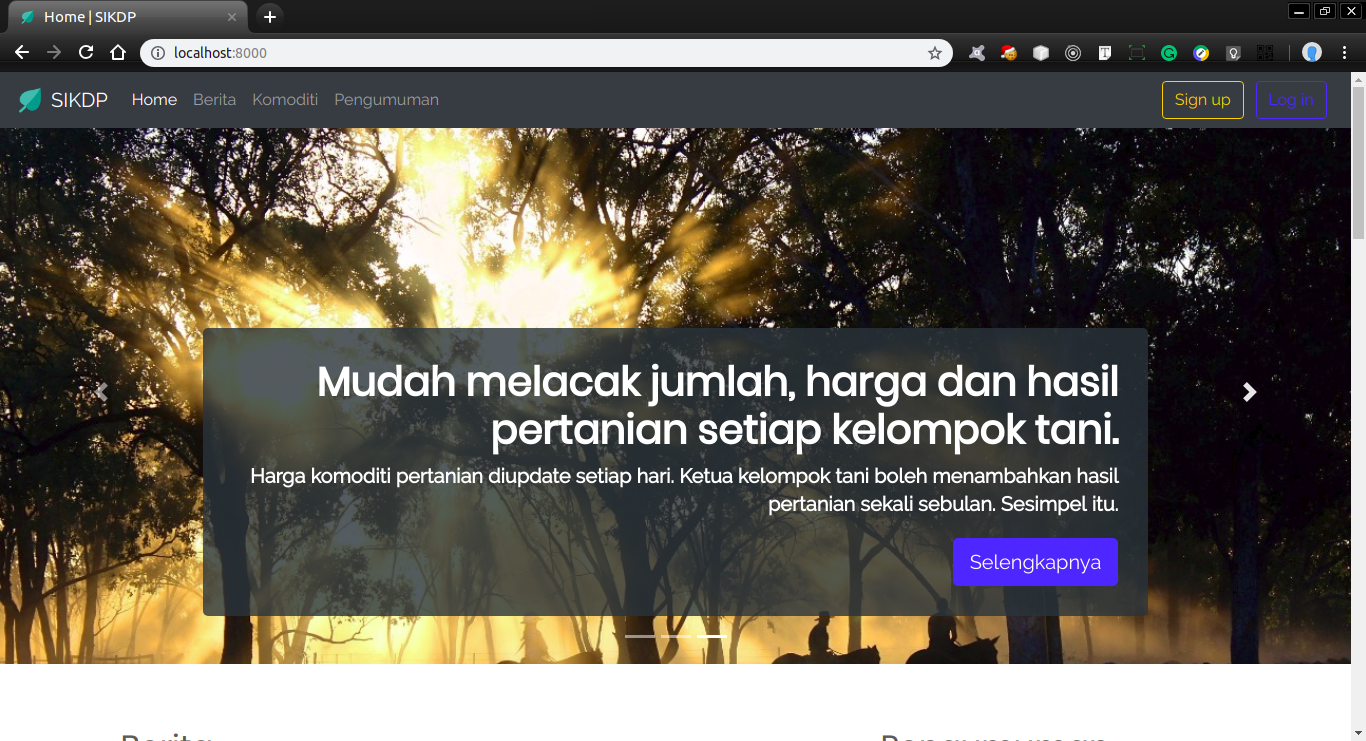 Home | SIKDP
localhost:8000
SIKDP Home Berita Komoditi Pengumuman Sign up Log in
Mudah melacak jumlah, harga dan hasil
pertanian setiap kelompok tani.
Harga komoditi pertanian diupdate setiap hari. Ketua kelompok tani boleh menambahkan hasil
pertanian sekali sebulan. Sesimpel itu.
Selengkapnya
Berita Pengumuman